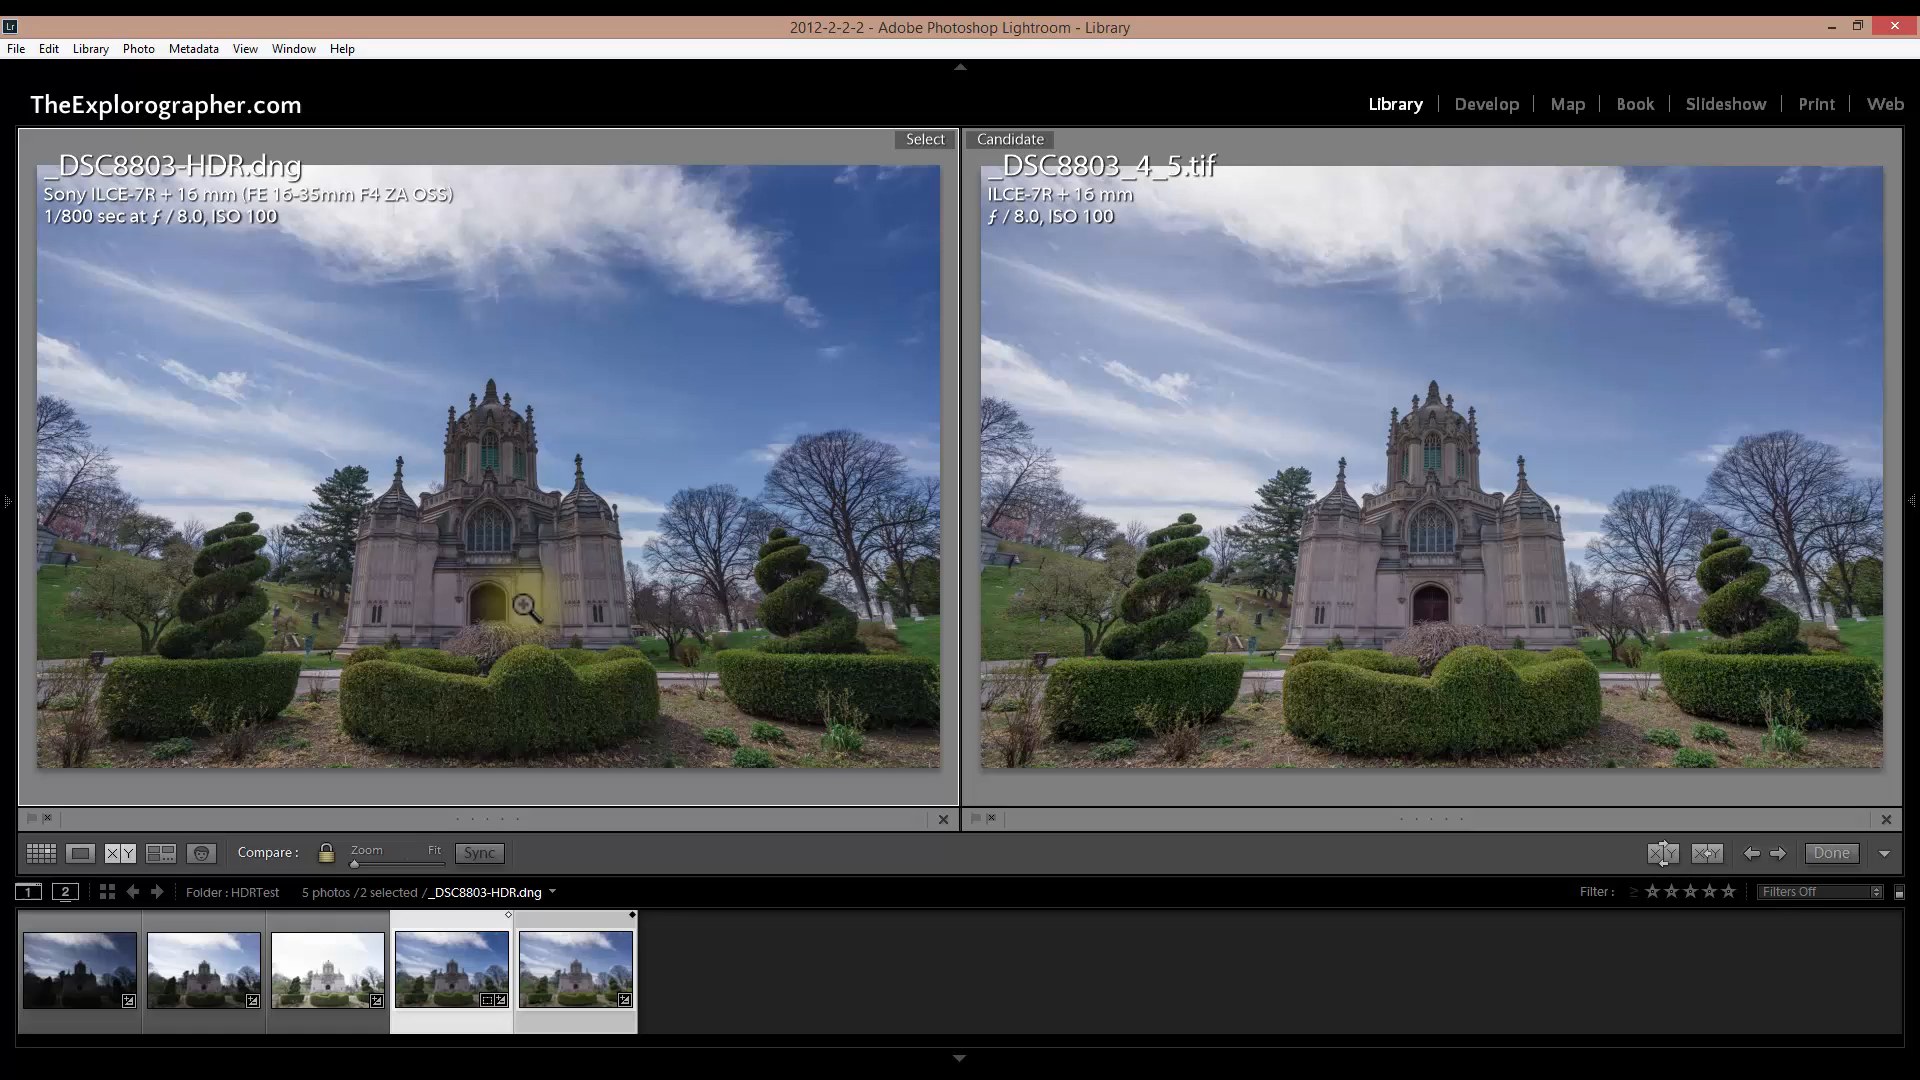 Lr
2012-2-2-2 - Adobe Photoshop Lightroom - Library
File Edit Library Photo Metadata View Window Help
TheExplorographer.com
Library Develop Map Book Slideshow Print Web
Select
_DSC8803-HDR.dng
Sony ILCE-7R + 16 mm (FE 16-35mm F4 ZA OSS)
1/800 sec at ƒ / 8.0, ISO 100
Candidate
_DSC8803_4_5.tif
ILCE-7R + 16 mm
ƒ / 8.0, ISO 100
X Y
Compare :
Zoom Fit
Sync
X Y
X Y
Done
1 2
Folder : HDRTest
5 photos /2 selected /_DSC8803-HDR.dng
Filter : ≥
Filters Off